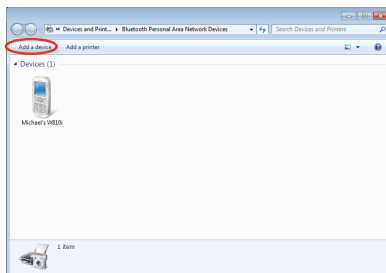 Devices and Print... Bluetooth Personal Area Network Devices Search Devices and Printers
Add a device Add a printer
Devices (1)
Michael's W810i
1 item